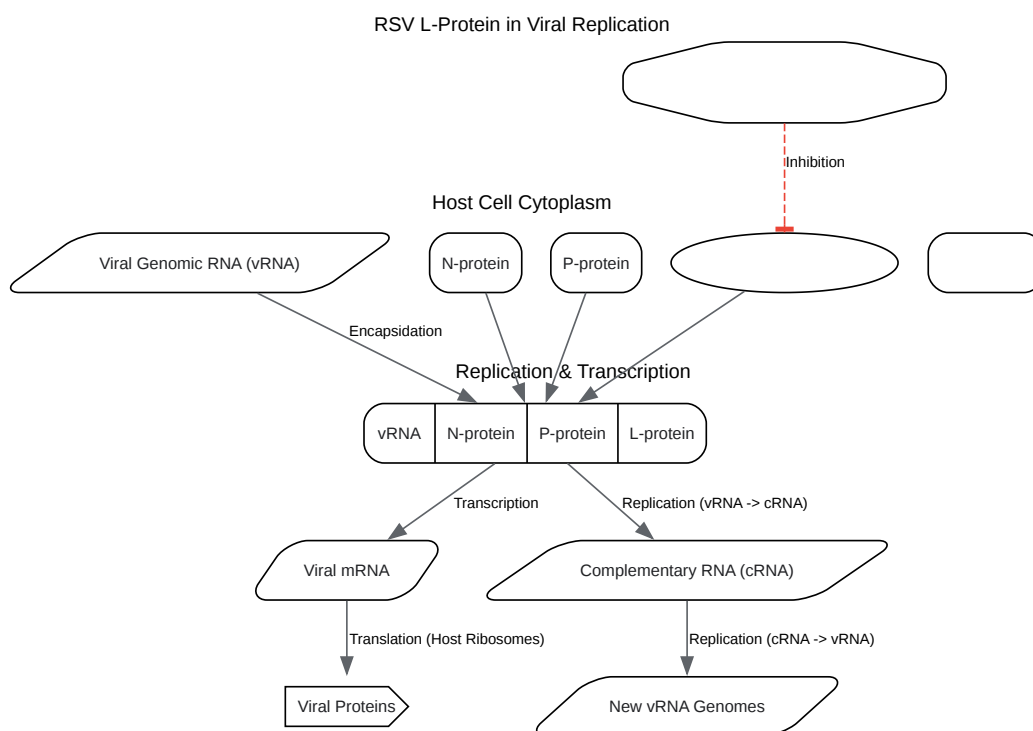 RSV L-Protein in Viral Replication
Inhibition
Host Cell Cytoplasm
Viral Genomic RNA (vRNA)
N-protein
P-protein
Encapsidation
Replication & Transcription
vRNA
N-protein
P-protein
L-protein
Transcription
Replication (vRNA -> cRNA)
Viral mRNA
Complementary RNA (cRNA)
Translation (Host Ribosomes)
Replication (cRNA -> vRNA)
Viral Proteins
New vRNA Genomes